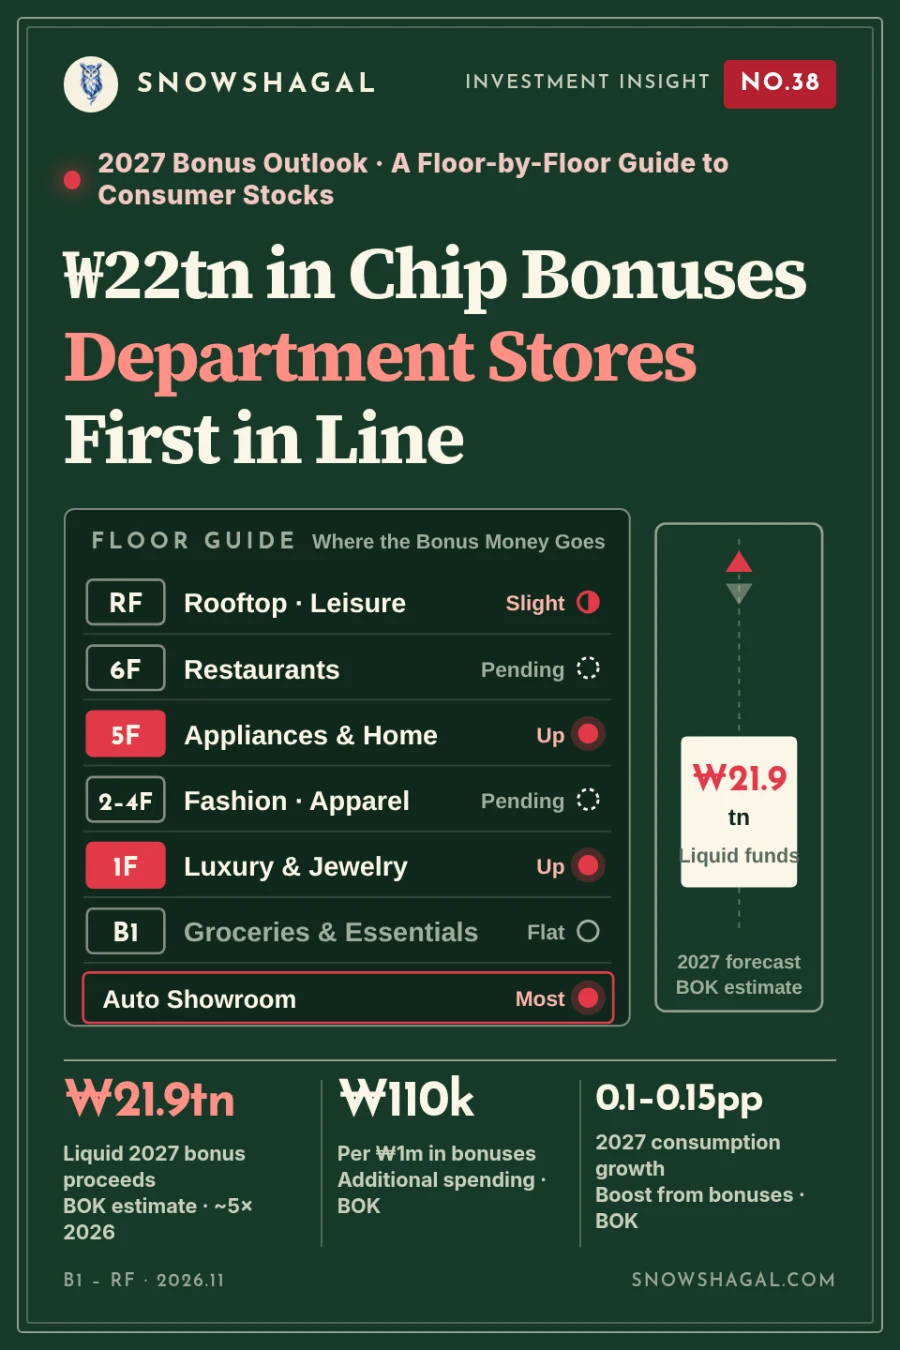 SNOWSHAGAL
INVESTMENT INSIGHT NO.38
2027 Bonus Outlook · A Floor-by-Floor Guide to
Consumer Stocks
₩22tn in Chip Bonuses
Department Stores
First in Line
FLOOR GUIDE Where the Bonus Money Goes
RF Rooftop · Leisure Slight
6F Restaurants Pending
5F Appliances & Home Up
2-4F Fashion · Apparel Pending
1F Luxury & Jewelry Up
B1 Groceries & Essentials Flat
Auto Showroom Most
₩21.9
tn
Liquid funds
2027 forecast
BOK estimate
₩21.9tn
Liquid 2027 bonus
proceeds
BOK estimate · ~5×
2026
₩110k
Per ₩1m in bonuses
Additional spending ·
BOK
0.1-0.15pp
2027 consumption
growth
Boost from bonuses ·
BOK
B1 – RF · 2026.11
SNOWSHAGAL.COM